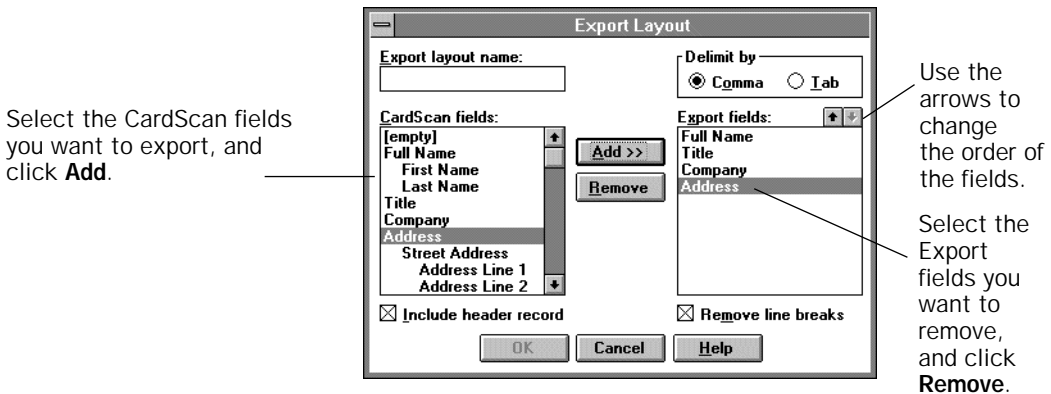 Export Layout
Export layout name:
Delimit by
Comma
Tab
Select the CardScan fields
you want to export, and
click Add.
CardScan fields:
[empty]
Full Name
First Name
Last Name
Title
Company
Address
Street Address
Address Line 1
Address Line 2
Add >>
Remove
Export fields:
Full Name
Title
Company
Address
Use the
arrows to
change
the order of
the fields.
Select the
Export
fields you
want to
remove,
and click
Remove.
Include header record
Remove line breaks
OK
Cancel
Help